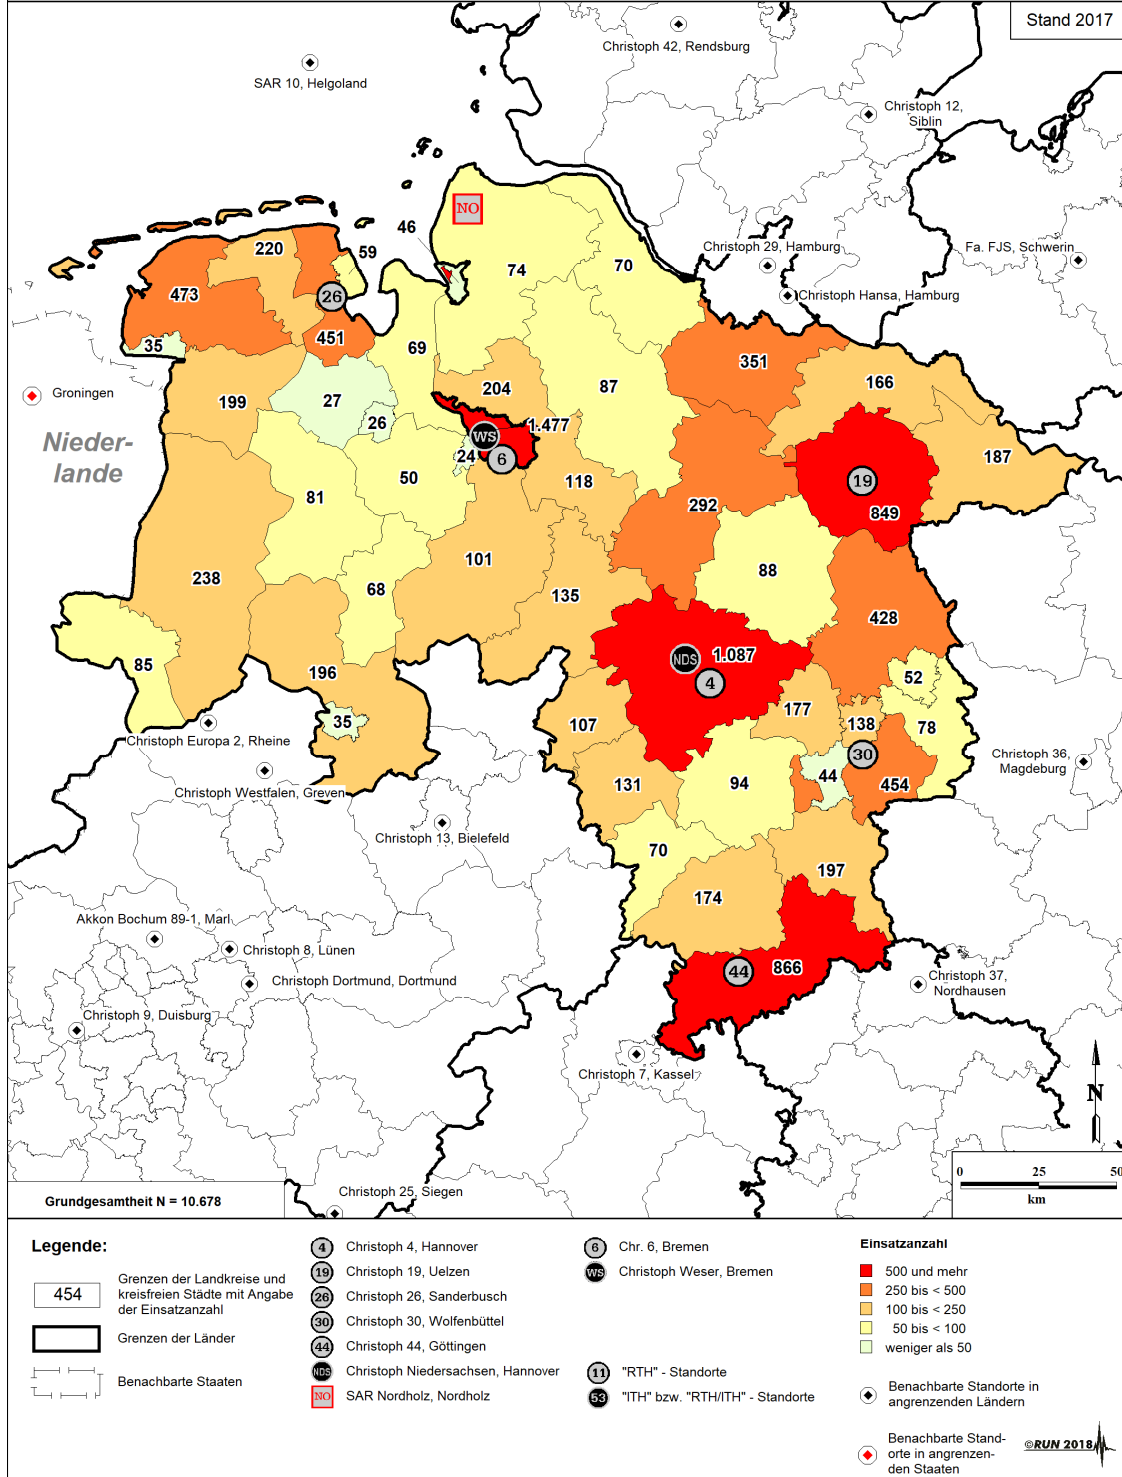 Stand 2017
Christoph 42, Rendsburg
SAR 10, Helgoland
Christoph 12,
Siblin
NO
46
220
59
Christoph 29, Hamburg
Fa. FJS, Schwerin
70
74
473
26
Christoph Hansa, Hamburg
451
35
69
351
166
Groningen
199
27
204
87
26
1.477
WS
Nieder-
lande
24
6
187
50
118
19
81
292
849
101
88
238
68
135
428
85
NDS
1.087
196
4
52
177
35
107
138
78
Christoph Europa 2, Rheine
30
Christoph 36,
Magdeburg
44
131
94
454
Christoph Westfalen, Greven
Christoph 13, Bielefeld
70
197
174
Akkon Bochum 89-1, Marl
Christoph 8, Lünen
44
866
Christoph 37,
Nordhausen
Christoph Dortmund, Dortmund
Christoph 9, Duisburg
Christoph 7, Kassel
N
0 25 50
km
Christoph 25, Siegen
Grundgesamtheit N = 10.678
Legende:
454
Grenzen der Landkreise und
kreisfreien Städte mit Angabe
der Einsatzanzahl
Grenzen der Länder
Benachbarte Staaten
4 Christoph 4, Hannover
19 Christoph 19, Uelzen
26 Christoph 26, Sanderbusch
30 Christoph 30, Wolfenbüttel
44 Christoph 44, Göttingen
NDS Christoph Niedersachsen, Hannover
NO SAR Nordholz, Nordholz
6 Chr. 6, Bremen
WS Christoph Weser, Bremen
11 "RTH" - Standorte
53 "ITH" bzw. "RTH/ITH" - Standorte
Einsatzanzahl
500 und mehr
250 bis < 500
100 bis < 250
50 bis < 100
weniger als 50
Benachbarte Standorte in
angrenzenden Ländern
Benachbarte Stand-
orte in angrenzen-
den Staaten
©RUN 2018